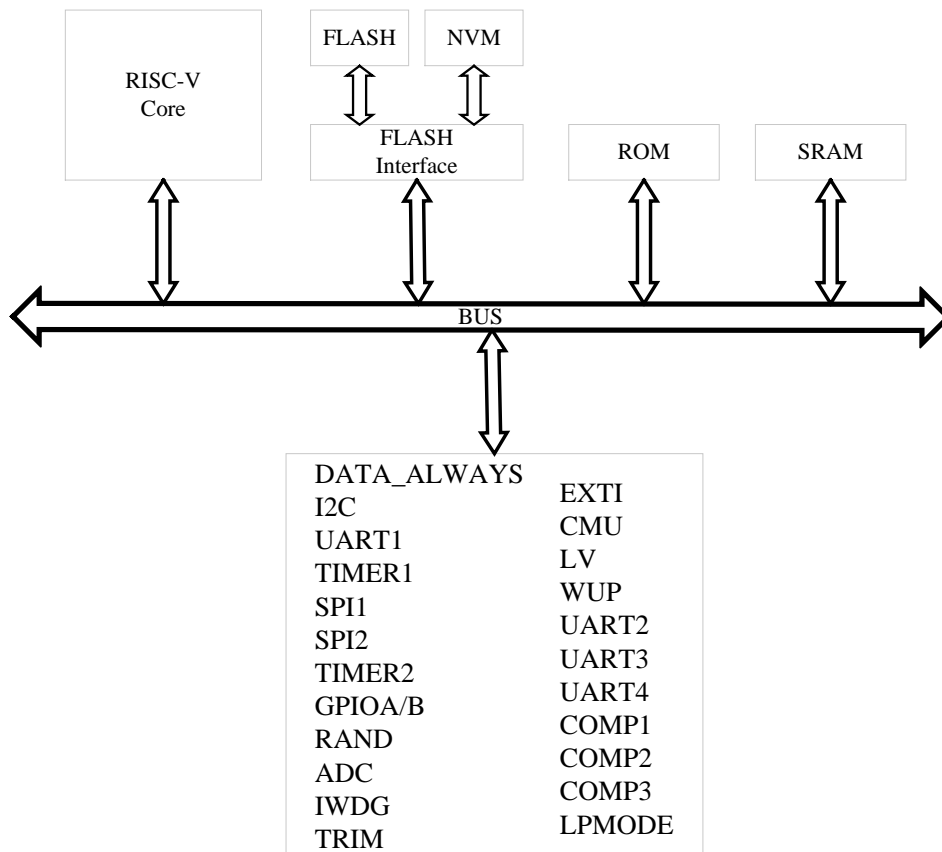 RISC-V
Core
FLASH
NVM
FLASH
Interface
ROM
SRAM
BUS
DATA_ALWAYS
I2C
UART1
TIMER1
SPI1
SPI2
TIMER2
GPIOA/B
RAND
ADC
IWDG
TRIM
EXTI
CMU
LV
WUP
UART2
UART3
UART4
COMP1
COMP2
COMP3
LPMODE